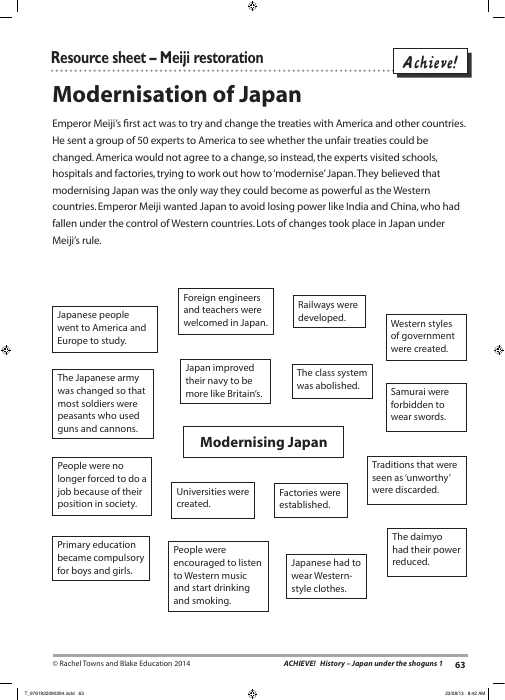 Resource sheet – Meiji restoration
Achieve!
Modernisation of Japan
Emperor Meiji's first act was to try and change the treaties with America and other countries.
He sent a group of 50 experts to America to see whether the unfair treaties could be
changed. America would not agree to a change, so instead, the experts visited schools,
hospitals and factories, trying to work out how to ‘modernise’ Japan. They believed that
modernising Japan was the only way they could become as powerful as the Western
countries. Emperor Meiji wanted Japan to avoid losing power like India and China, who had
fallen under the control of Western countries. Lots of changes took place in Japan under
Meiji's rule.
Japanese people
went to America and
Europe to study.
Foreign engineers
and teachers were
welcomed in Japan.
Railways were
developed.
Western styles
of government
were created.
The Japanese army
was changed so that
most soldiers were
peasants who used
guns and cannons.
Japan improved
their navy to be
more like Britain's.
The class system
was abolished.
Samurai were
forbidden to
wear swords.
Modernising Japan
People were no
longer forced to do a
job because of their
position in society.
Universities were
created.
Factories were
established.
Traditions that were
seen as ‘unworthy’
were discarded.
Primary education
became compulsory
for boys and girls.
People were
encouraged to listen
to Western music
and start drinking
and smoking.
Japanese had to
wear Western-
style clothes.
The daimyo
had their power
reduced.
© Rachel Towns and Blake Education 2014
ACHIEVE! History – Japan under the shoguns 1 63
T_9781922090294.indd 63
23/08/13 8:42 AM